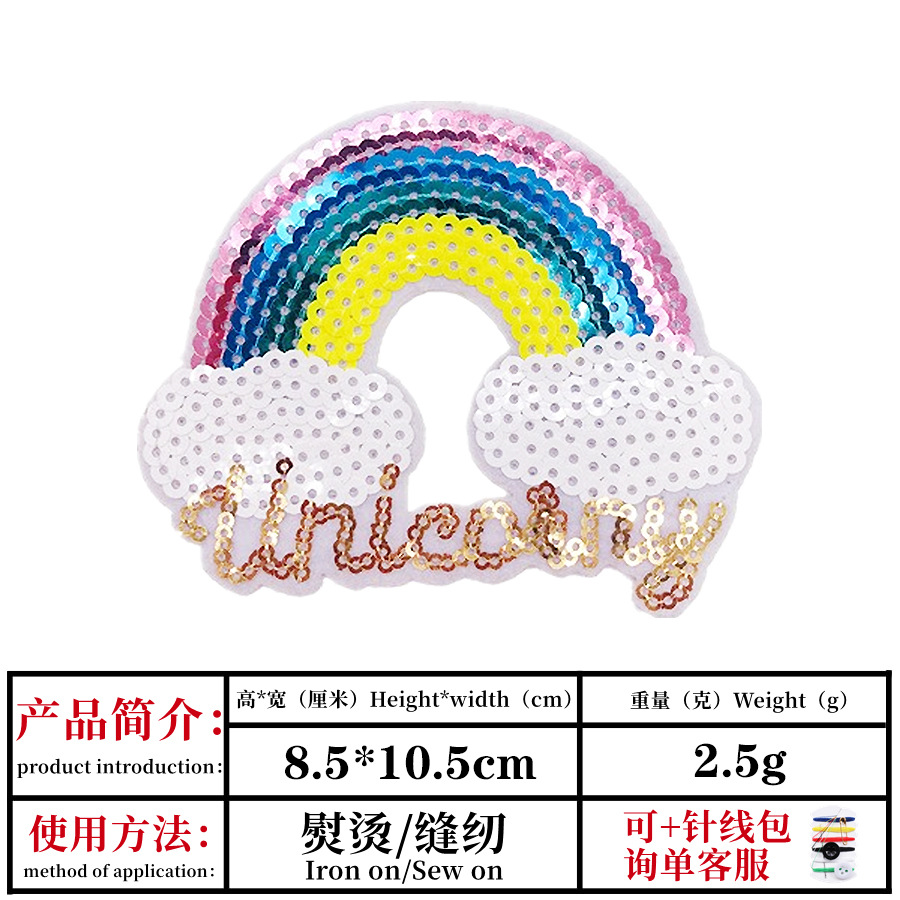 Unicorny
产品简介：
product introduction：
高*宽（厘米）Height*width（cm）
8.5*10.5cm
重量（克）Weight（g）
2.5g
使用方法：
method of application：
熨烫/缝纫
Iron on/Sew on
可+针线包
询单客服